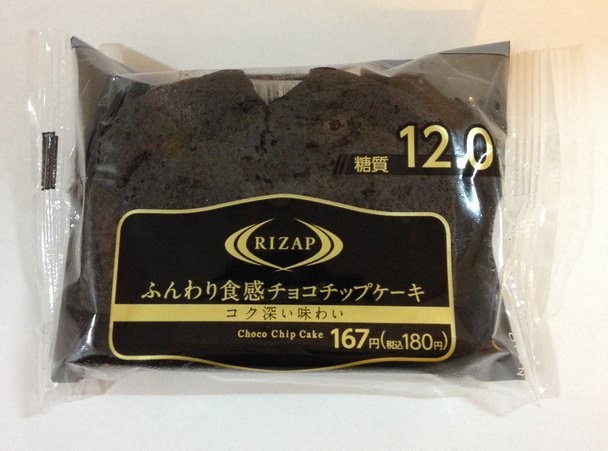 糖質 12.0
RIZAP
ふんわり食感チョコチップケーキ
コク深い味わい
Choco Chip Cake 167円(税込180円)